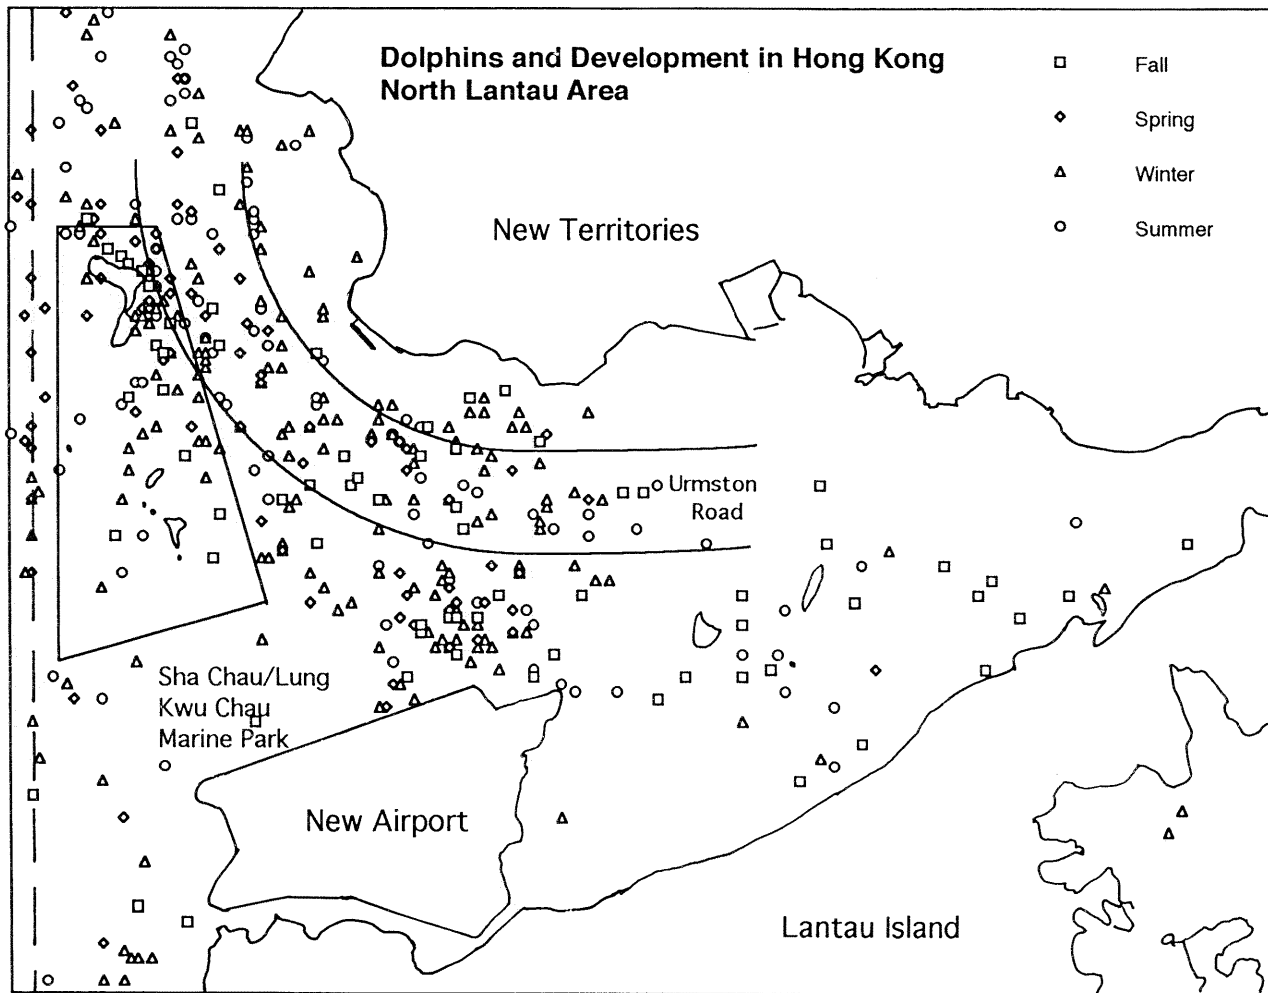 Dolphins and Development in Hong Kong
North Lantau Area
Fall
Spring
Winter
Summer
New Territories
Urmston
Road
Sha Chau/Lung
Kwu Chau
Marine Park
New Airport
Lantau Island